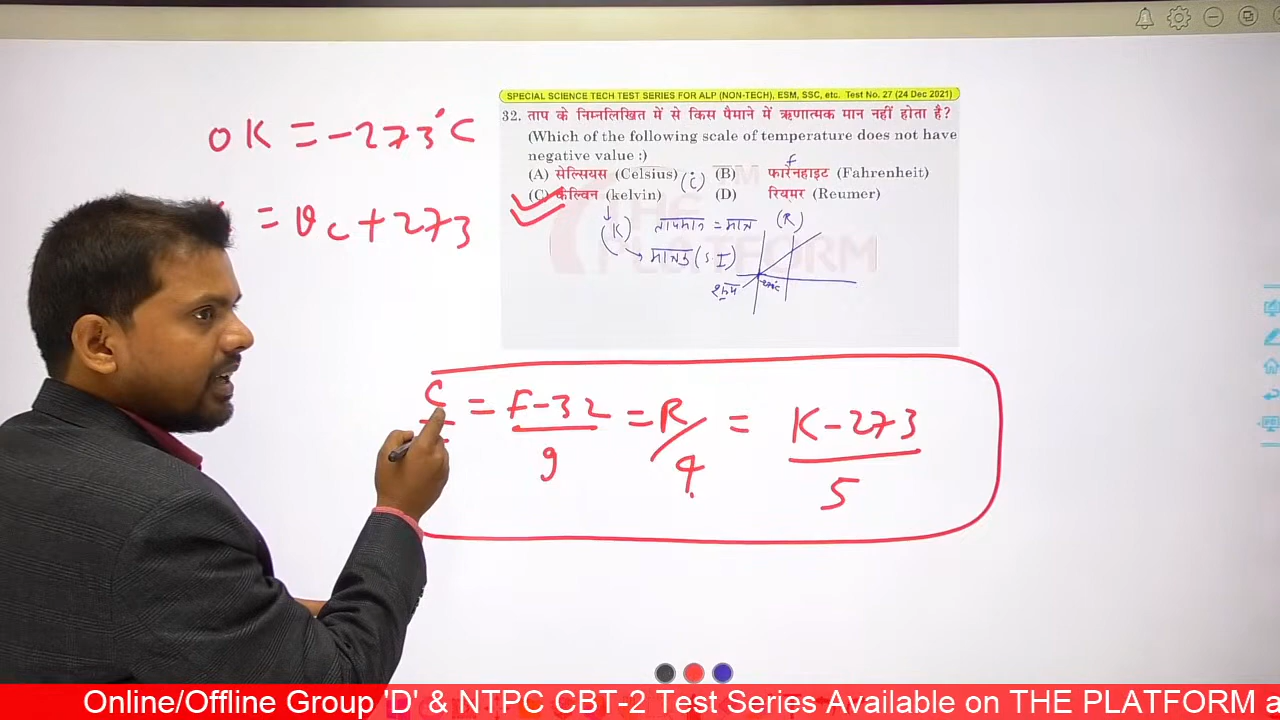 SPECIAL SCIENCE TECH TEST SERIES FOR ALP (NON-TECH), ESM, SSC, etc. Test No. 27 (24 Dec 2021)
32. ताप के निम्नलिखित में से किस पैमाने में ऋणात्मक मान नहीं होता है?
(Which of the following scale of temperature does not have
negative value :)
(A) सेल्सियस (Celsius) (B) फारेनहाइट (Fahrenheit)
(C) केल्विन (kelvin) (D) रियूमर (Reumer)
(C) F
(K) तापमान = मात्र (R)
मात्रक (S.I)
0K = -273°C
= θc + 273
C = F-32 = R/4 = K-273
9 5
PLATFORM
Online/Offline Group 'D' & NTPC CBT-2 Test Series Available on THE PLATFORM a